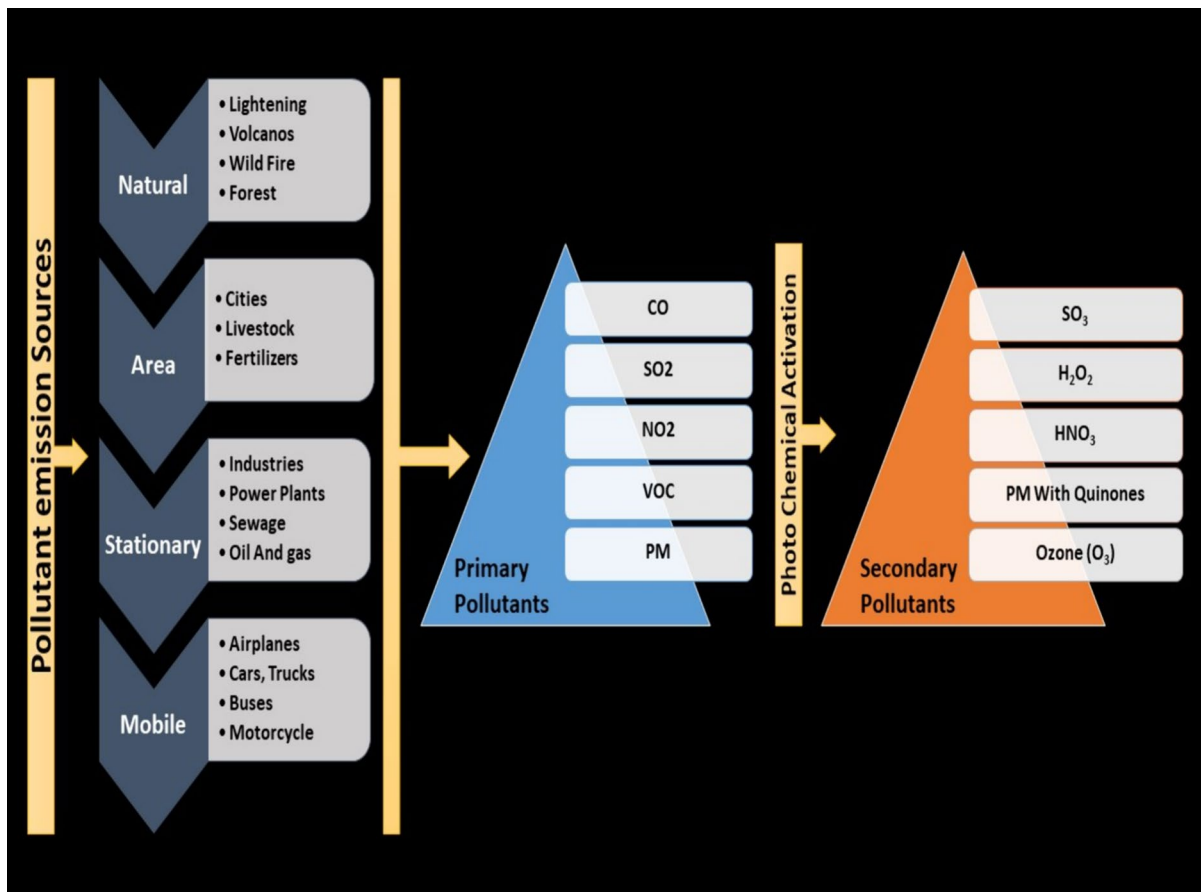 Pollutant emission Sources
Natural
• Lightening
• Volcanos
• Wild Fire
• Forest
Area
• Cities
• Livestock
• Fertilizers
Stationary
• Industries
• Power Plants
• Sewage
• Oil And gas
Mobile
• Airplanes
• Cars, Trucks
• Buses
• Motorcycle
Primary
Pollutants
CO
SO2
NO2
VOC
PM
Photo Chemical Activation
Secondary
Pollutants
SO₃
H₂O₂
HNO₃
PM With Quinones
Ozone (O₃)